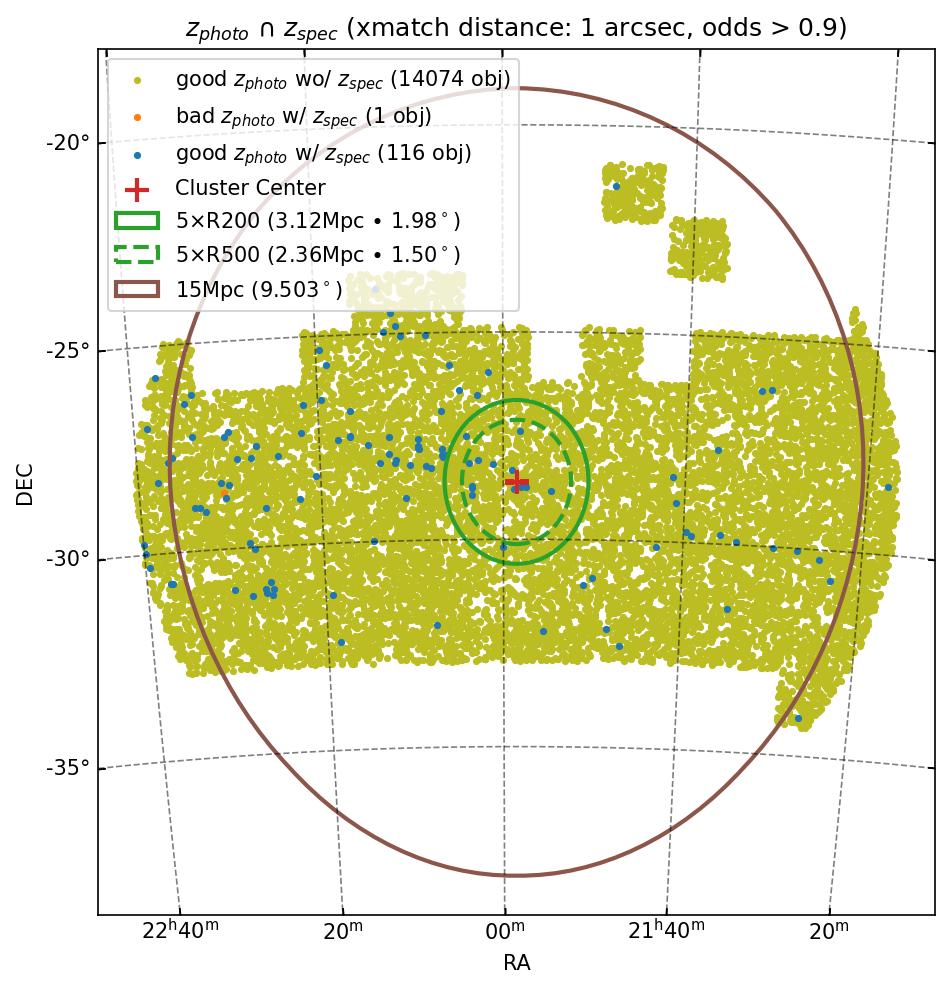 z_photo ∩ z_spec (xmatch distance: 1 arcsec, odds > 0.9)
good z_photo wo/ z_spec (14074 obj)
bad z_photo w/ z_spec (1 obj)
good z_photo w/ z_spec (116 obj)
Cluster Center
5×R200 (3.12Mpc • 1.98°)
5×R500 (2.36Mpc • 1.50°)
15Mpc (9.503°)
-20°
-25°
-30°
-35°
DEC
22ʰ40ᵐ 20ᵐ 00ᵐ 21ʰ40ᵐ 20ᵐ
RA